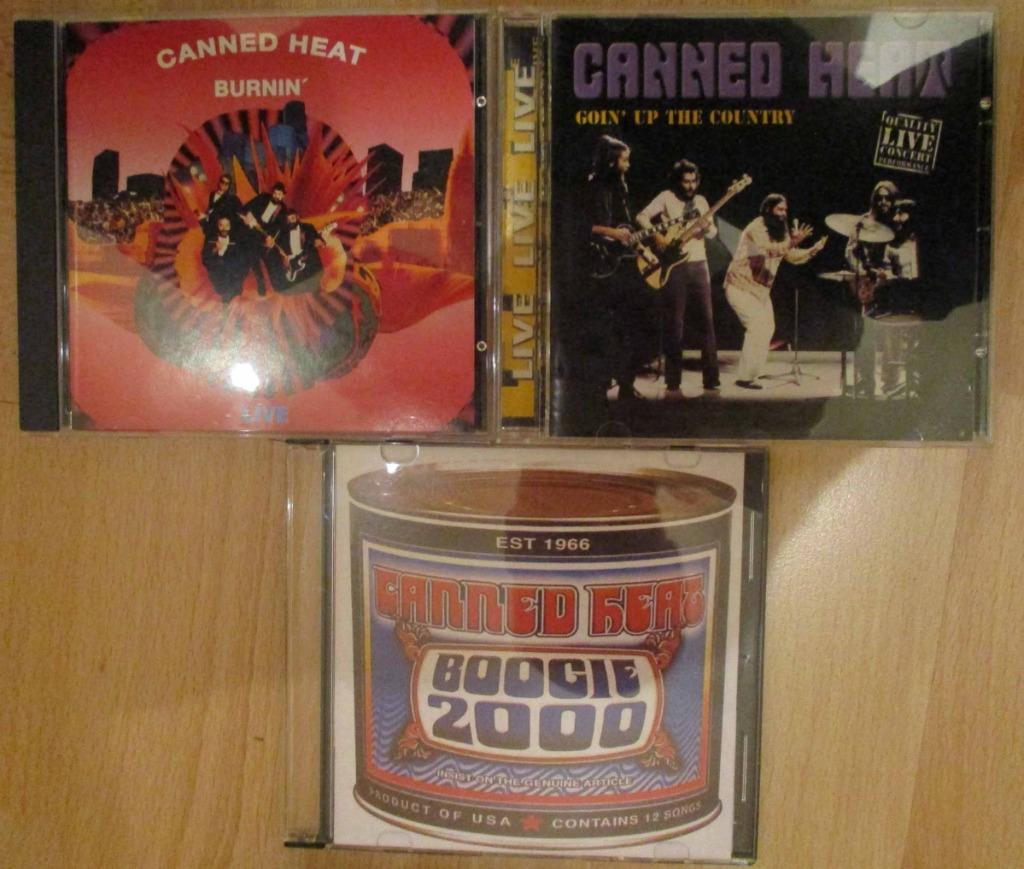 CANNED HEAT
BURNIN´
LIVE
LIVE LIVE LIVE LIVE
CANNED HEAT
GOIN' UP THE COUNTRY
QUALITY
LIVE
CONCERT
PERFORMANCE
EST 1966
CANNED HEAT
BOOGIE
2000
INSIST ON THE GENUINE ARTICLE
PRODUCT OF USA ★ CONTAINS 12 SONGS